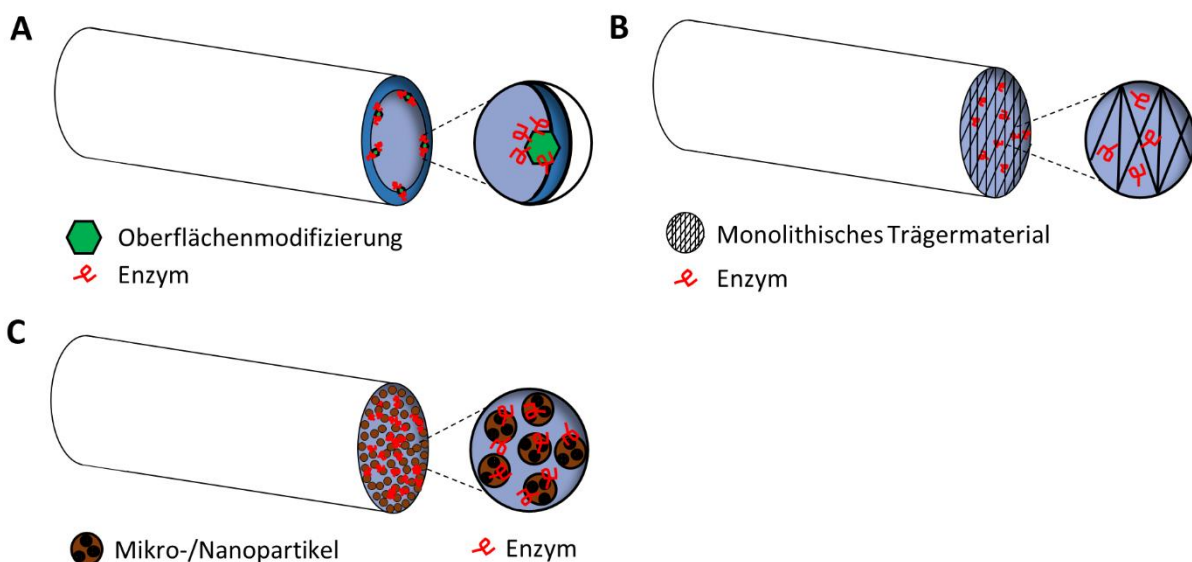 A
Oberflächenmodifizierung
Enzym
B
Monolithisches Trägermaterial
Enzym
C
Mikro-/Nanopartikel
Enzym